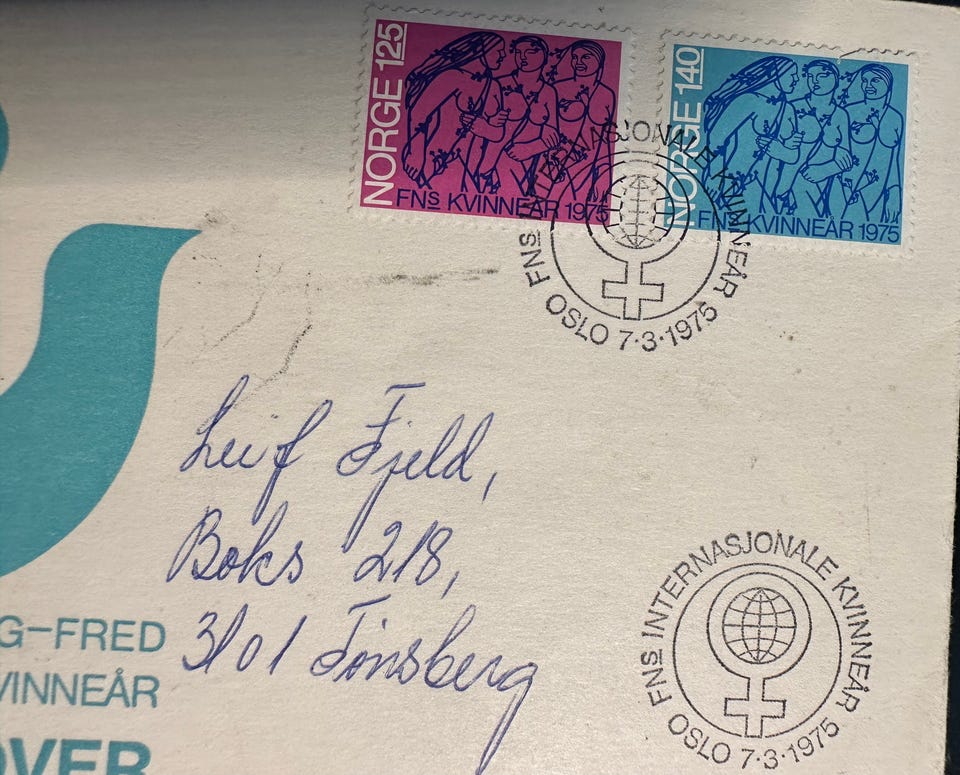 NORGE 125
FNs KVINNEÅR 1975
NORGE 140
FNs KVINNEÅR 1975
FNs INTERNASJONALE KVINNEÅR
OSLO 7·3·1975
Leif Fjeld,
Boks 218,
3101 Tønsberg
G-FRED
VINNEÅR
OVER
FNs INTERNASJONALE KVINNEÅR
OSLO 7·3·1975